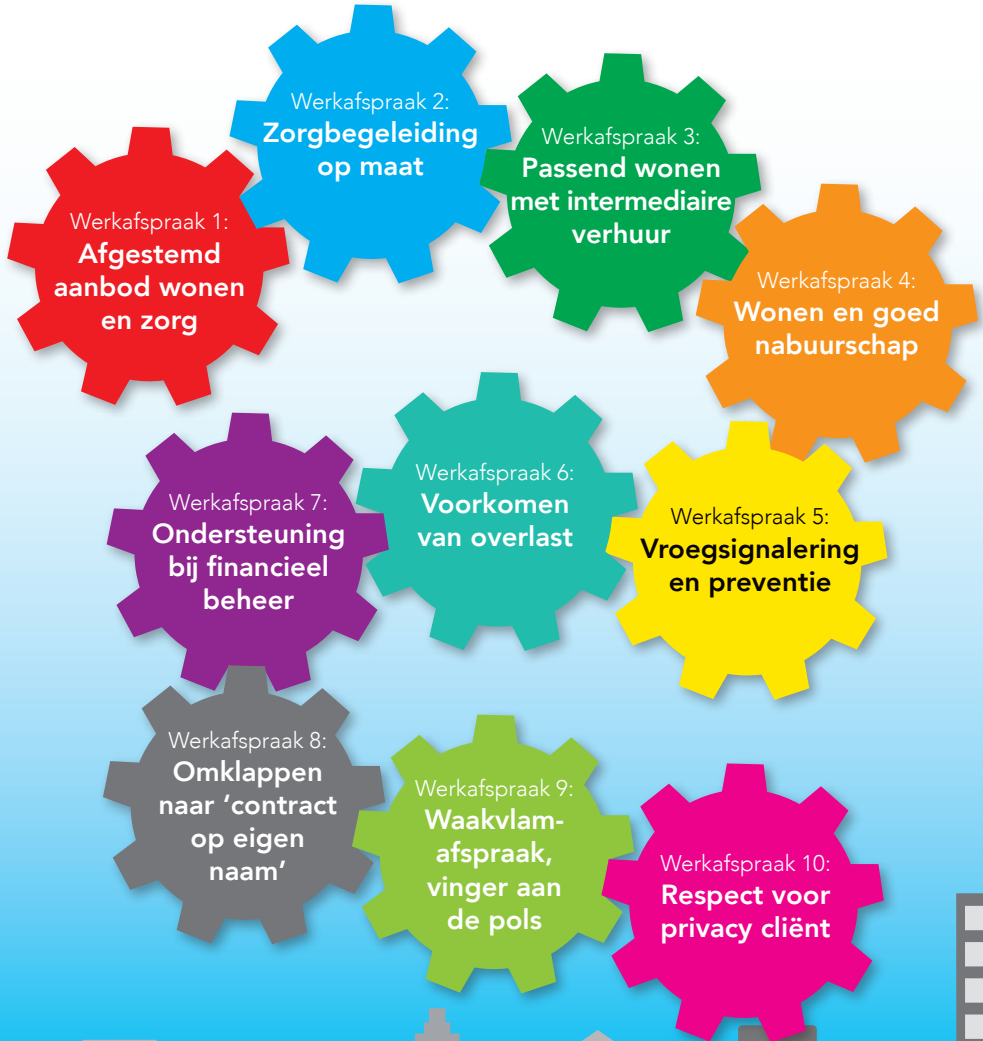 Werkafspraak 1:
Afgestemd
aanbod wonen
en zorg
Werkafspraak 2:
Zorgbegeleiding
op maat
Werkafspraak 3:
Passend wonen
met intermediaire
verhuur
Werkafspraak 4:
Wonen en goed
nabuurschap
Werkafspraak 5:
Vroegsignalering
en preventie
Werkafspraak 6:
Voorkomen
van overlast
Werkafspraak 7:
Ondersteuning
bij financieel
beheer
Werkafspraak 8:
Omklappen
naar ‘contract
op eigen
naam’
Werkafspraak 9:
Waakvlam-
afspraak,
vinger aan
de pols
Werkafspraak 10:
Respect voor
privacy cliënt